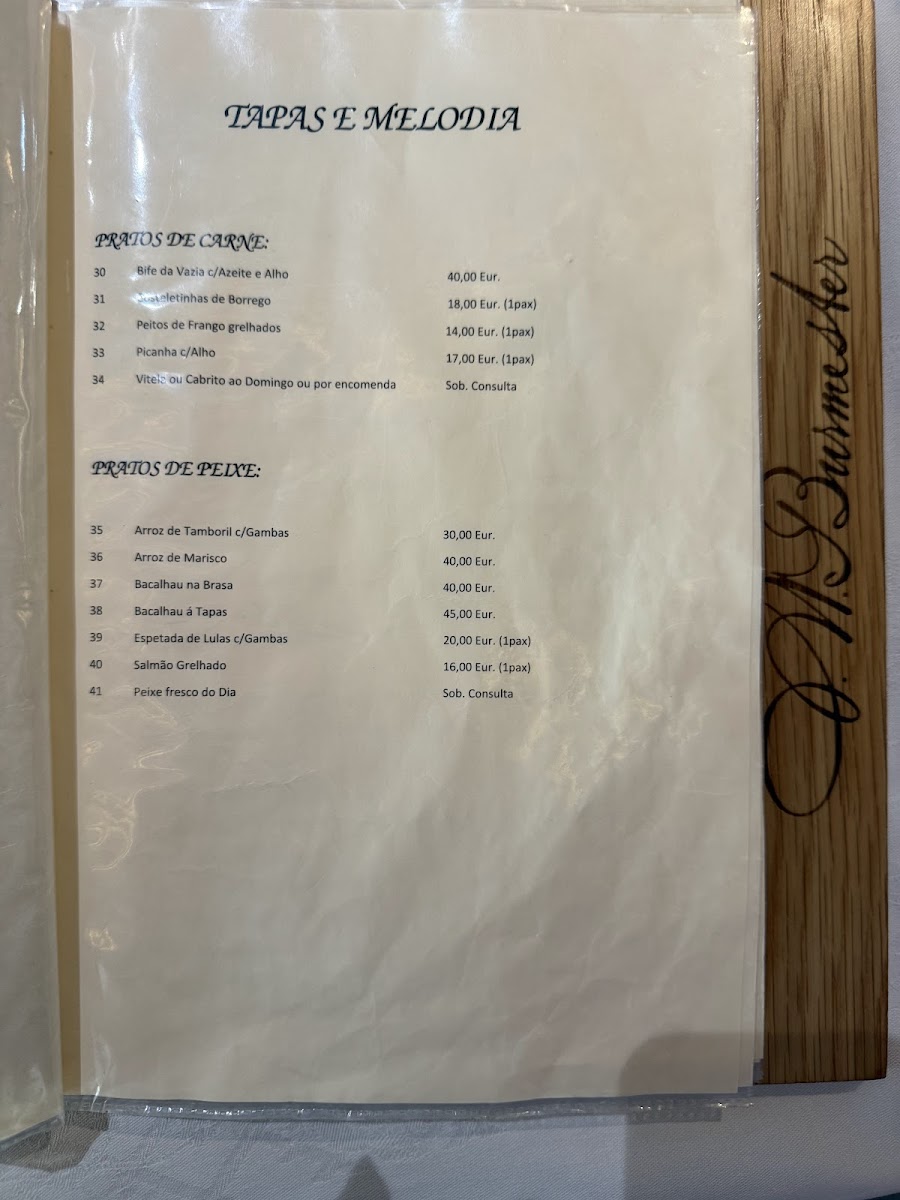 TAPAS E MELODIA
PRATOS DE CARNE:
30 Bife da Vazia c/Azeite e Alho 40,00 Eur.
31 Costeletinhas de Borrego 18,00 Eur. (1pax)
32 Peitos de Frango grelhados 14,00 Eur. (1pax)
33 Picanha c/Alho 17,00 Eur. (1pax)
34 Vitela ou Cabrito ao Domingo ou por encomenda Sob. Consulta
PRATOS DE PEIXE:
35 Arroz de Tamboril c/Gambas 30,00 Eur.
36 Arroz de Marisco 40,00 Eur.
37 Bacalhau na Brasa 40,00 Eur.
38 Bacalhau á Tapas 45,00 Eur.
39 Espetada de Lulas c/Gambas 20,00 Eur. (1pax)
40 Salmão Grelhado 16,00 Eur. (1pax)
41 Peixe fresco do Dia Sob. Consulta
J.W. Burmester